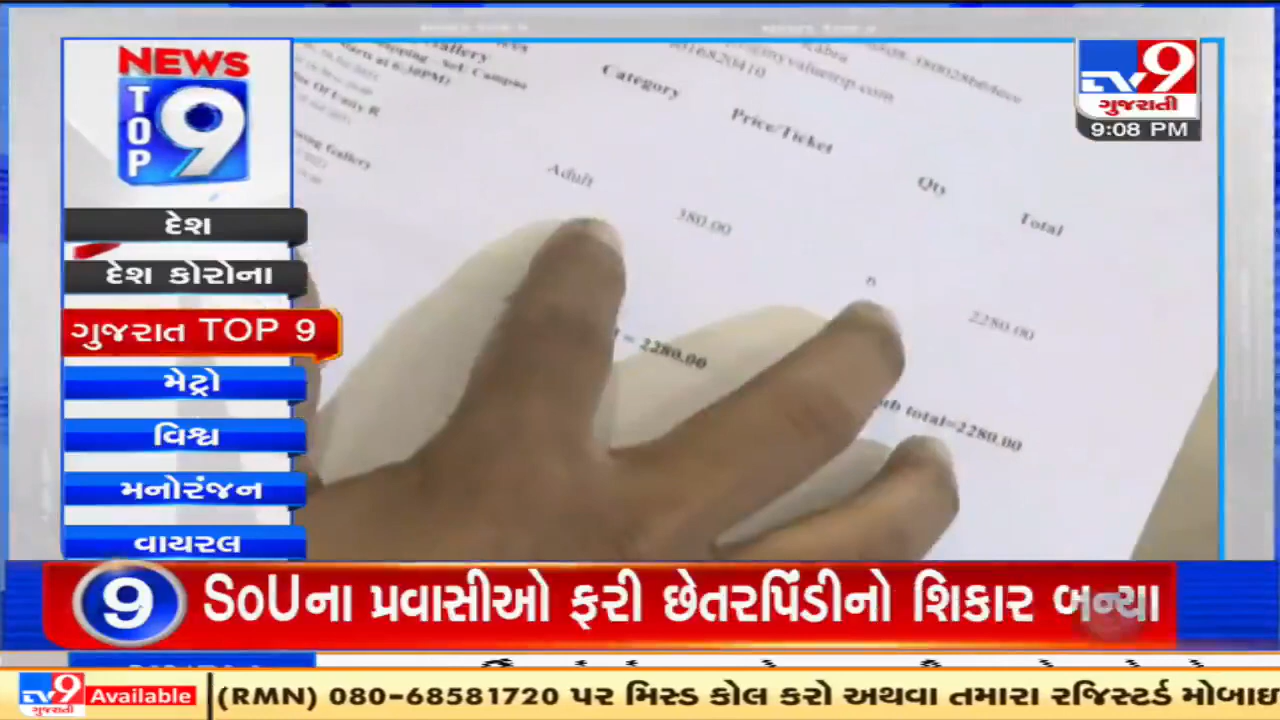 NEWS
TOP
9
દેશ
દેશ કોરોના
ગુજરાત TOP 9
મેટ્રો
વિશ્વ
મનોરંજન
વાયરલ
TV9
ગુજરાતી
9:08 PM
Category
Price/Ticket
Qty
Total
Adult
380.00
2280.00
= 2280.00
total=2280.00
9 SoUના પ્રવાસીઓ ફરી છેતરપિંડીનો શિકાર બન્યા
TV9 ગુજરાતી Available (RMN) 080-68581720 પર મિસ્ડ કોલ કરો અથવા તમારા રજિસ્ટર્ડ